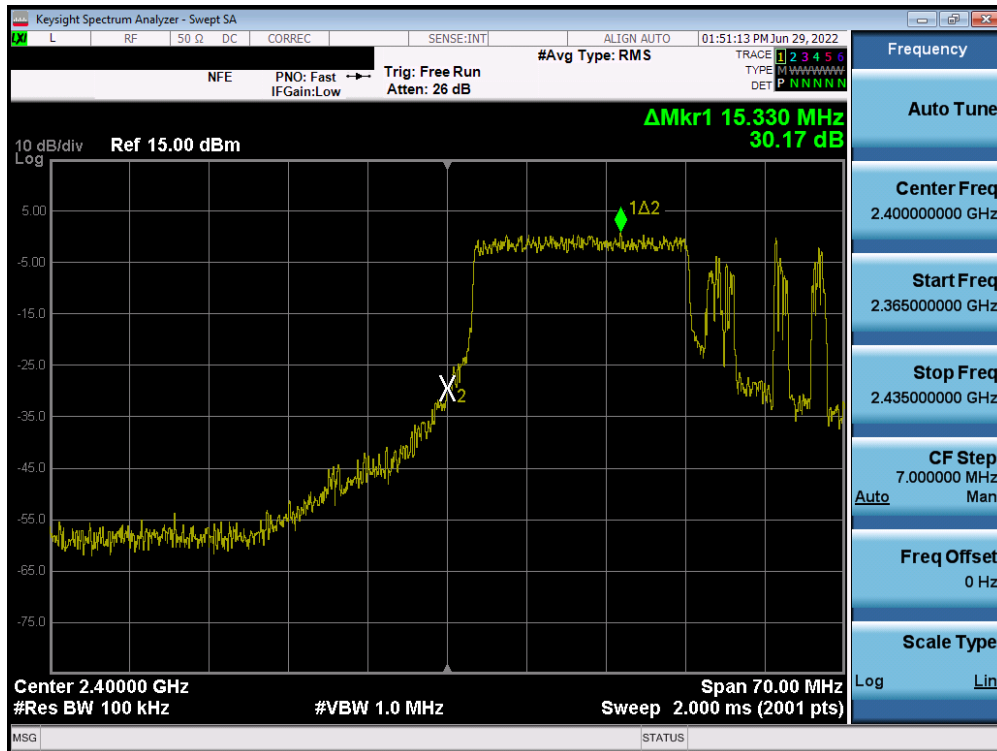 Keysight Spectrum Analyzer - Swept SA
LXI L RF 50 Ω DC CORREC SENSE:INT ALIGN AUTO 01:51:13 PM Jun 29, 2022
NFE PNO: Fast Trig: Free Run #Avg Type: RMS TRACE 1 2 3 4 5 6
IFGain:Low Atten: 26 dB TYPE M WWWWW
DET P N N N N N
ΔMkr1 15.330 MHz
30.17 dB
10 dB/div Ref 15.00 dBm
Log
1Δ2
5.00
-5.00
-15.0
-25.0
X2
-35.0
-45.0
-55.0
-65.0
-75.0
Center 2.40000 GHz Span 70.00 MHz
#Res BW 100 kHz #VBW 1.0 MHz Sweep 2.000 ms (2001 pts)
MSG STATUS
Frequency
Auto Tune
Center Freq
2.400000000 GHz
Start Freq
2.365000000 GHz
Stop Freq
2.435000000 GHz
CF Step
7.000000 MHz
Auto Man
Freq Offset
0 Hz
Scale Type
Log Lin